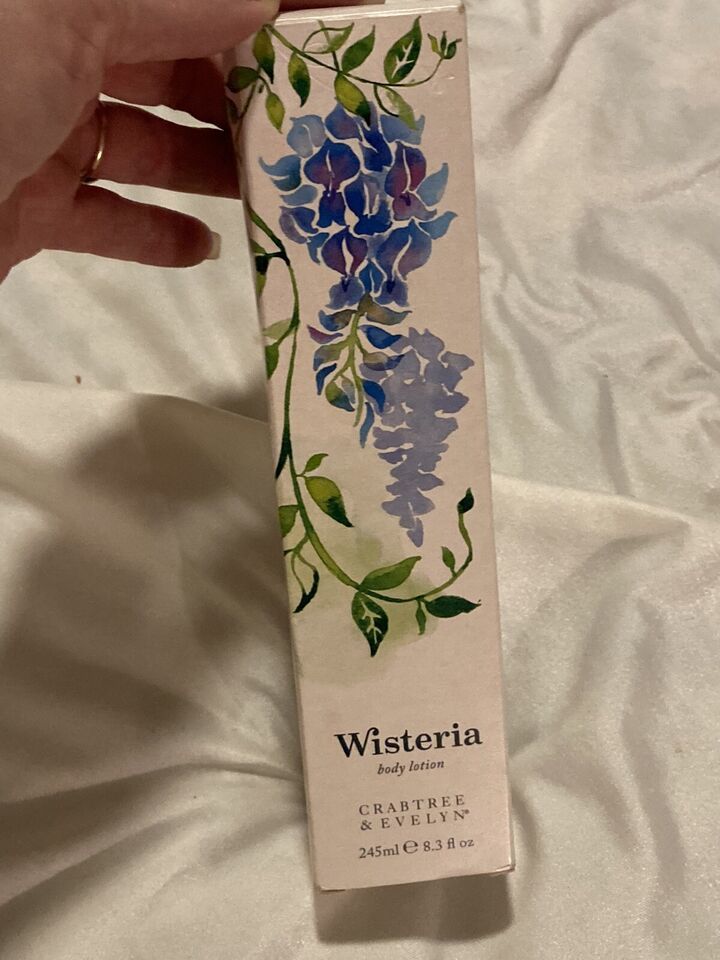 Wisteria
body lotion
CRABTREE
& EVELYN®
245ml ℮ 8.3 fl oz